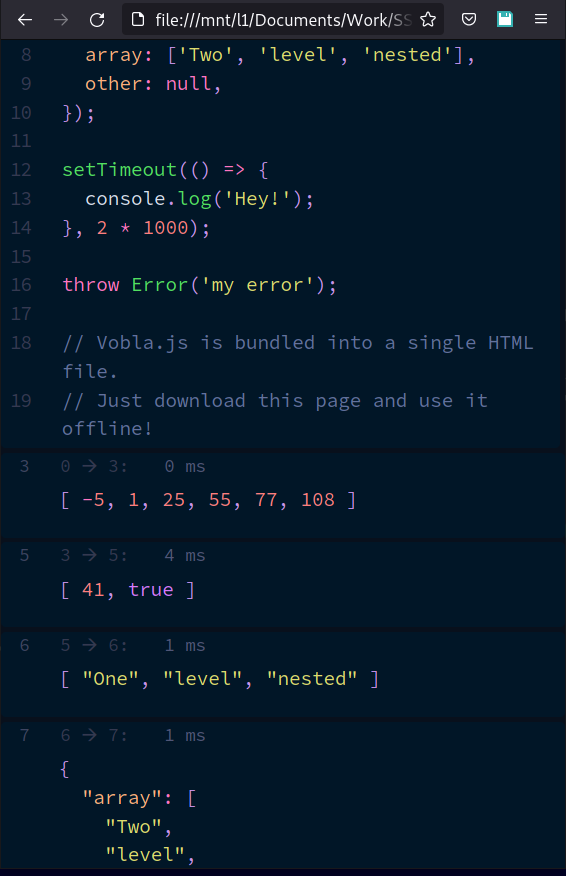 file:///mnt/l1/Documents/Work/SS
8 array: ['Two', 'level', 'nested'],
9 other: null,
10 });
11
12 setTimeout(() => {
13 console.log('Hey!');
14 }, 2 * 1000);
15
16 throw Error('my error');
17
18 // Vobla.js is bundled into a single HTML
file.
19 // Just download this page and use it
offline!
3 0 → 3: 0 ms
[ -5, 1, 25, 55, 77, 108 ]
5 3 → 5: 4 ms
[ 41, true ]
6 5 → 6: 1 ms
[ "One", "level", "nested" ]
7 6 → 7: 1 ms
{
"array": [
"Two",
"level",